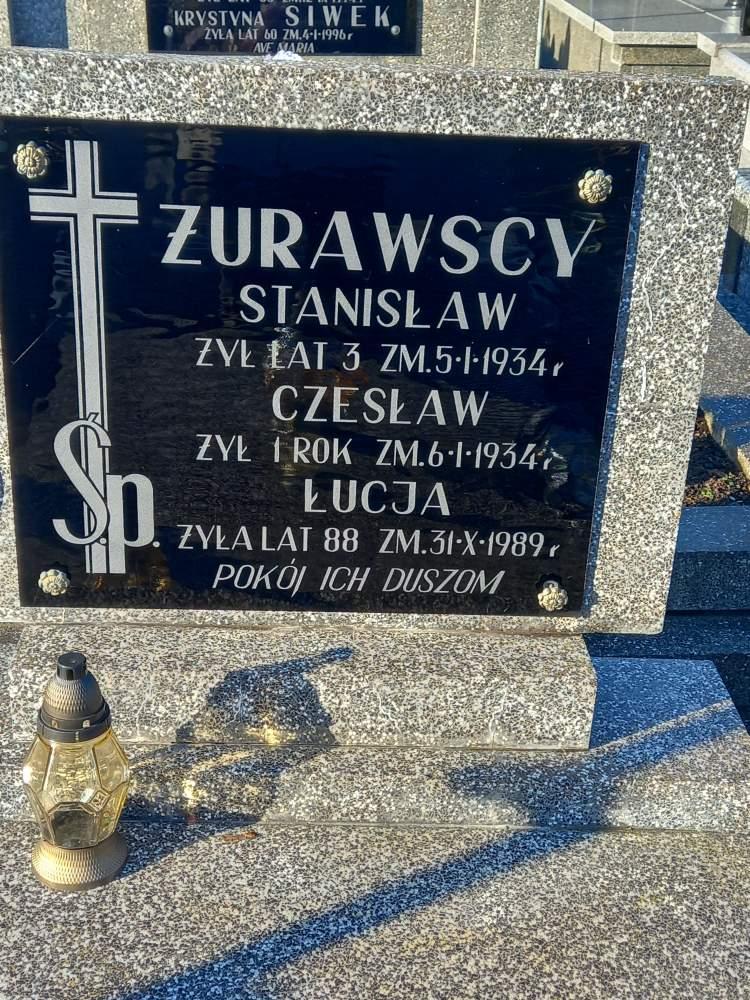 KRYSTYNA SIWEK
ŻYŁA LAT 60 ZM.4·I·1996r
AVE MARIA
ŻURAWSCY
STANISŁAW
ŻYŁ LAT 3 ZM.5·I·1934r
CZESŁAW
ŻYŁ 1 ROK ZM.6·I·1934r
ŁUCJA
ŻYŁA LAT 88 ZM.31·X·1989r
POKÓJ ICH DUSZOM
Ś.p.